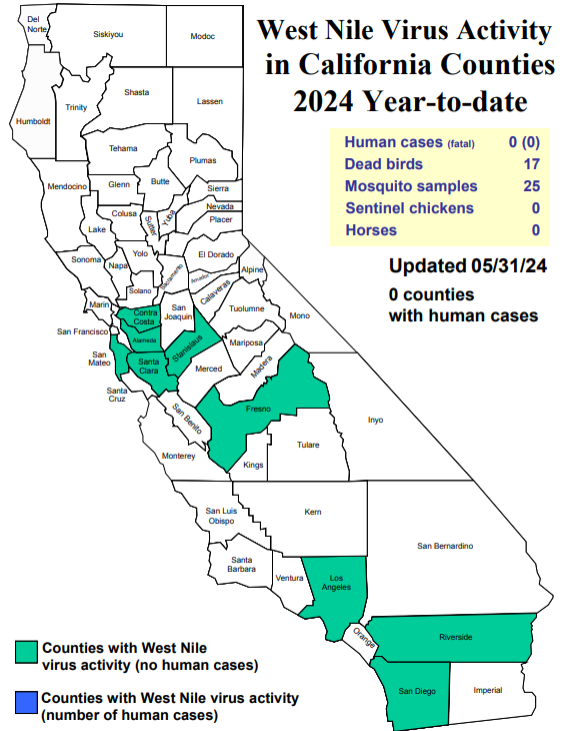 West Nile Virus Activity
in California Counties
2024 Year-to-date
Human cases (fatal) 0 (0)
Dead birds 17
Mosquito samples 25
Sentinel chickens 0
Horses 0
Updated 05/31/24
0 counties
with human cases
Del
Norte
Siskiyou
Modoc
Humboldt
Trinity
Shasta
Lassen
Tehama
Plumas
Mendocino
Glenn
Butte
Sierra
Colusa
Sutter
Yuba
Nevada
Placer
Lake
Sonoma
Napa
Yolo
Sacramento
El Dorado
Alpine
Amador
Solano
Calaveras
Marin
Contra
Costa
San
Joaquin
Tuolumne
Mono
San Francisco
Alameda
Stanislaus
Mariposa
San
Mateo
Santa
Clara
Merced
Madera
Santa
Cruz
San Benito
Fresno
Inyo
Monterey
Kings
Tulare
San Luis
Obispo
Kern
San Bernardino
Santa
Barbara
Ventura
Los
Angeles
Orange
Riverside
San Diego
Imperial
Counties with West Nile
virus activity (no human cases)
Counties with West Nile virus activity
(number of human cases)